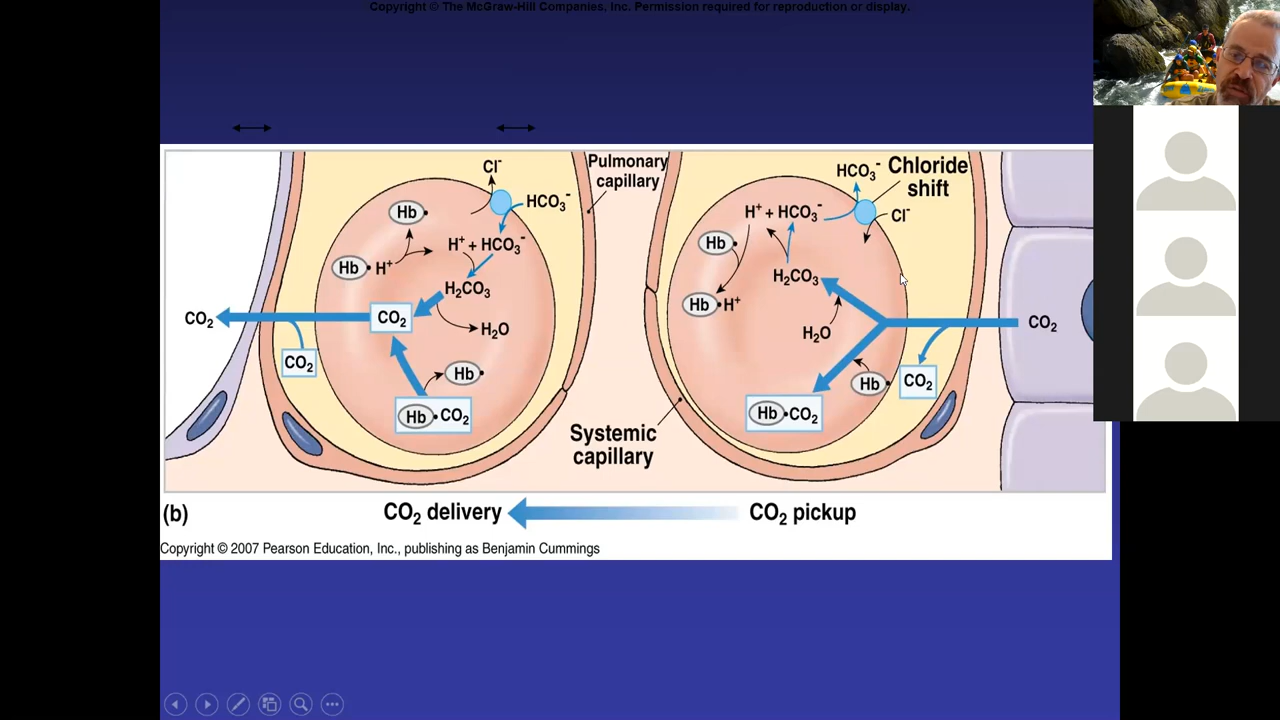 Copyright © The McGraw-Hill Companies, Inc. Permission required for reproduction or display.
Cl⁻
Pulmonary
capillary
HCO₃⁻
Chloride
shift
Hb
HCO₃⁻
H⁺ + HCO₃⁻
Cl⁻
Hb
H⁺ + HCO₃⁻
Hb H⁺
H₂CO₃
H₂CO₃
Hb H⁺
CO₂
CO₂
H₂O
H₂O
CO₂
CO₂
Hb
Hb
CO₂
Hb CO₂
Hb CO₂
Systemic
capillary
(b)
CO₂ delivery
CO₂ pickup
Copyright © 2007 Pearson Education, Inc., publishing as Benjamin Cummings